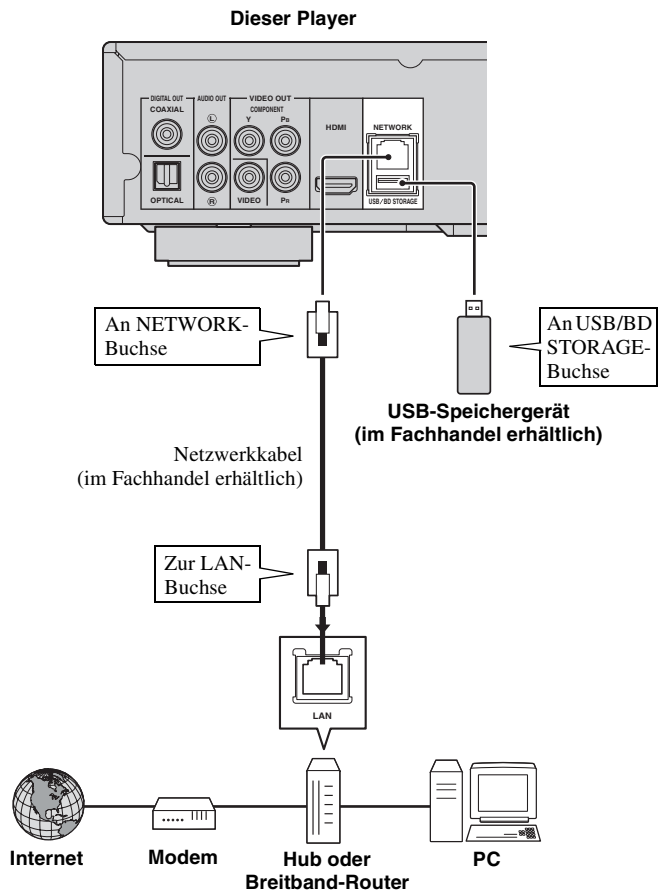 Dieser Player
DIGITAL OUT
COAXIAL
OPTICAL
AUDIO OUT
L
R
VIDEO OUT
COMPONENT
Y
PB
VIDEO
PR
HDMI
NETWORK
USB/BD STORAGE
An NETWORK-
Buchse
An USB/BD
STORAGE-
Buchse
USB-Speichergerät
(im Fachhandel erhältlich)
Netzwerkkabel
(im Fachhandel erhältlich)
Zur LAN-
Buchse
LAN
Internet
Modem
Hub oder
Breitband-Router
PC